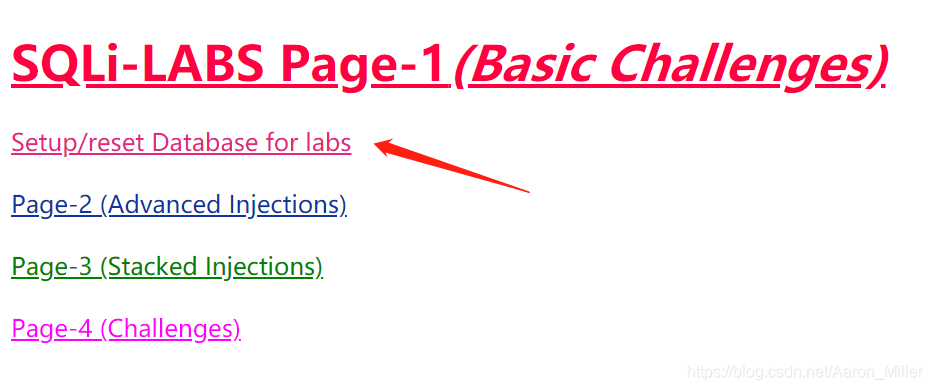 SQLi-LABS Page-1(Basic Challenges)
Setup/reset Database for labs
Page-2 (Advanced Injections)
Page-3 (Stacked Injections)
Page-4 (Challenges)
https://blog.csdn.net/Aaron_Miller